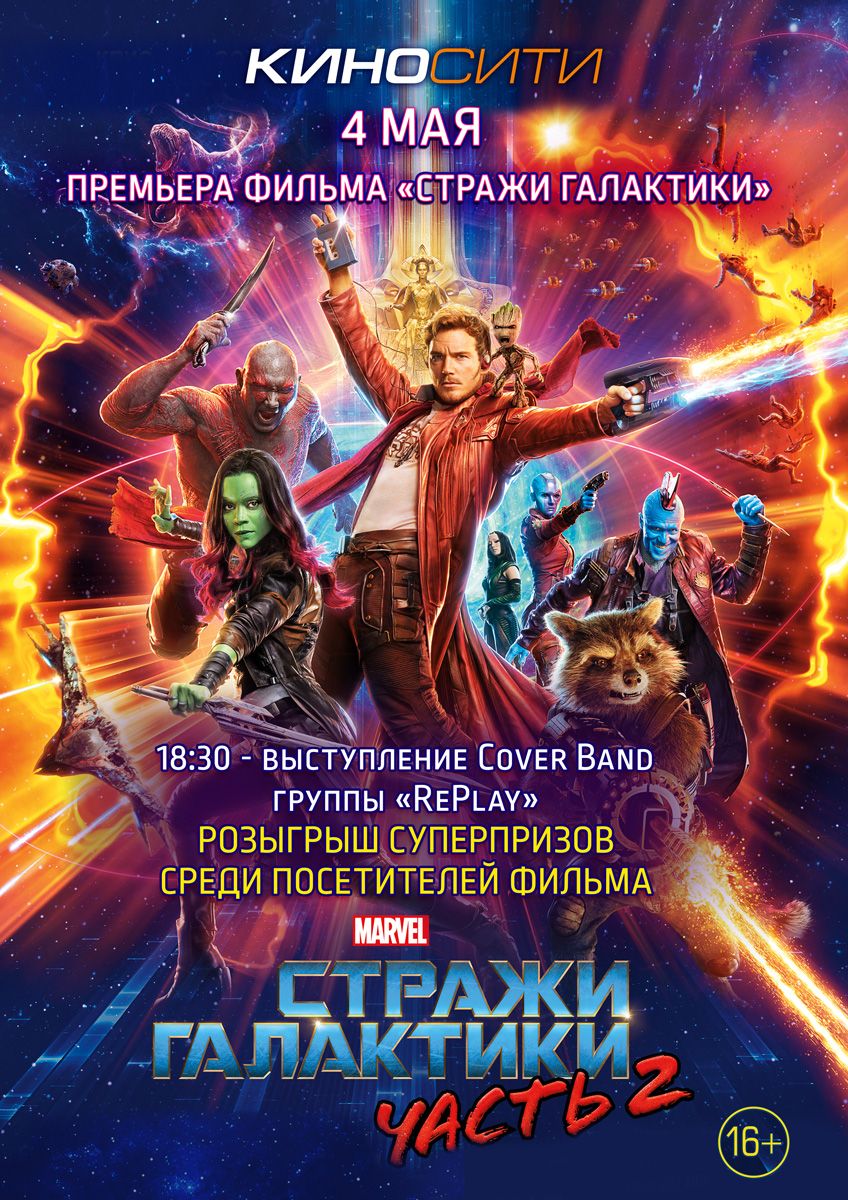 КИНОСИТИ
4 МАЯ
ПРЕМЬЕРА ФИЛЬМА «СТРАЖИ ГАЛАКТИКИ»
18:30 - ВЫСТУПЛЕНИЕ COVER BAND
ГРУППЫ «REPLAY»
РОЗЫГРЫШ СУПЕРПРИЗОВ
СРЕДИ ПОСЕТИТЕЛЕЙ ФИЛЬМА
MARVEL
СТРАЖИ
ГАЛАКТИКИ
ЧАСТЬ 2
16+